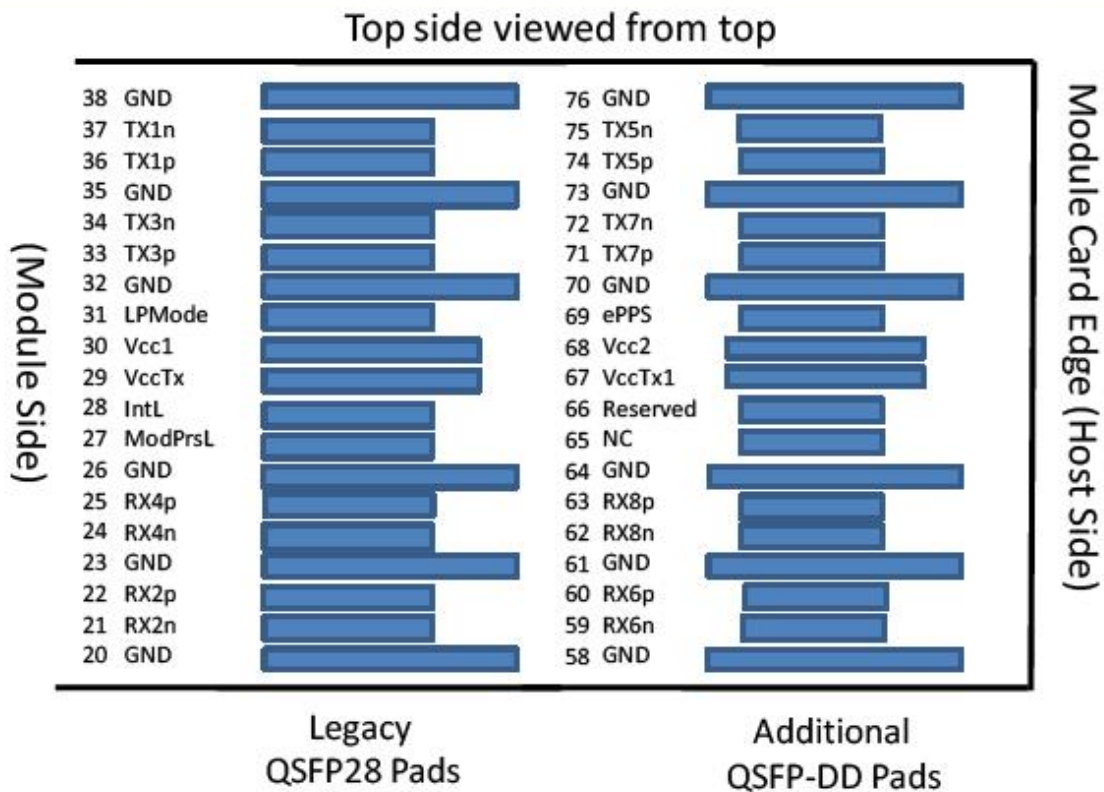 Top side viewed from top
38 GND 76 GND
37 TX1n 75 TX5n
36 TX1p 74 TX5p
35 GND 73 GND
34 TX3n 72 TX7n
33 TX3p 71 TX7p
32 GND 70 GND
31 LPMode 69 ePPS
30 Vcc1 68 Vcc2
29 VccTx 67 VccTx1
28 IntL 66 Reserved
27 ModPrsL 65 NC
26 GND 64 GND
25 RX4p 63 RX8p
24 RX4n 62 RX8n
23 GND 61 GND
22 RX2p 60 RX6p
21 RX2n 59 RX6n
20 GND 58 GND
(Module Side)
Module Card Edge (Host Side)
Legacy
QSFP28 Pads
Additional
QSFP-DD Pads